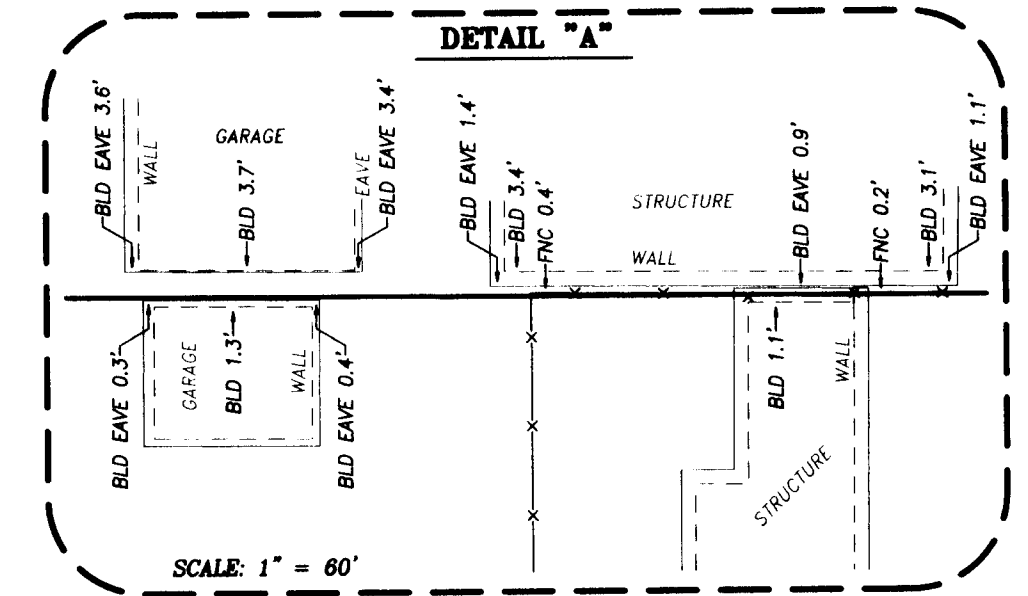 DETAIL "A"
BLD EAVE 3.6'
WALL
GARAGE
BLD 3.7'
EAVE
BLD EAVE 3.4'
BLD EAVE 1.4'
BLD 3.4'
FNC 0.4'
STRUCTURE
WALL
BLD EAVE 0.9'
FNC 0.2'
BLD 3.1'
BLD EAVE 1.1'
BLD EAVE 0.3'
GARAGE
BLD 1.3'
WALL
BLD EAVE 0.4'
BLD 1.1'
WALL
STRUCTURE
SCALE: 1" = 60'